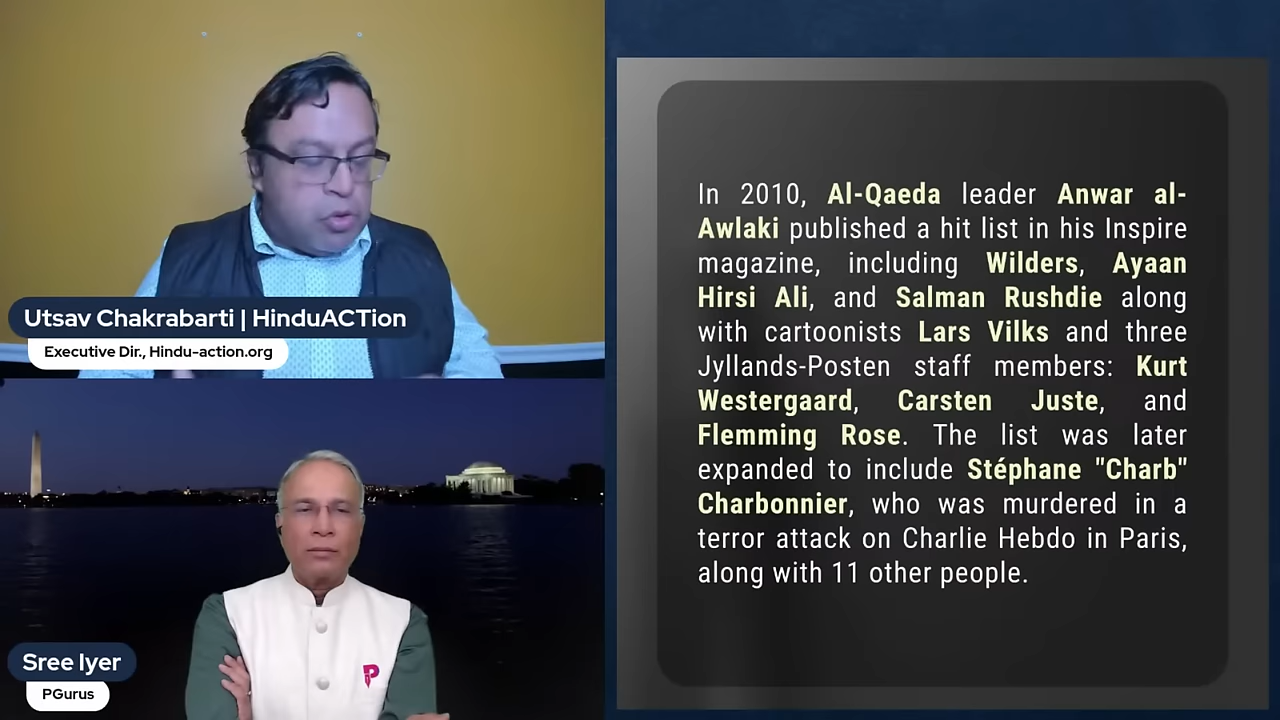 Utsav Chakrabarti | HinduACTion
Executive Dir., Hindu-action.org
Sree Iyer
PGurus
In 2010, Al-Qaeda leader Anwar al-
Awlaki published a hit list in his Inspire
magazine, including Wilders, Ayaan
Hirsi Ali, and Salman Rushdie along
with cartoonists Lars Vilks and three
Jyllands-Posten staff members: Kurt
Westergaard, Carsten Juste, and
Flemming Rose. The list was later
expanded to include Stéphane "Charb"
Charbonnier, who was murdered in a
terror attack on Charlie Hebdo in Paris,
along with 11 other people.